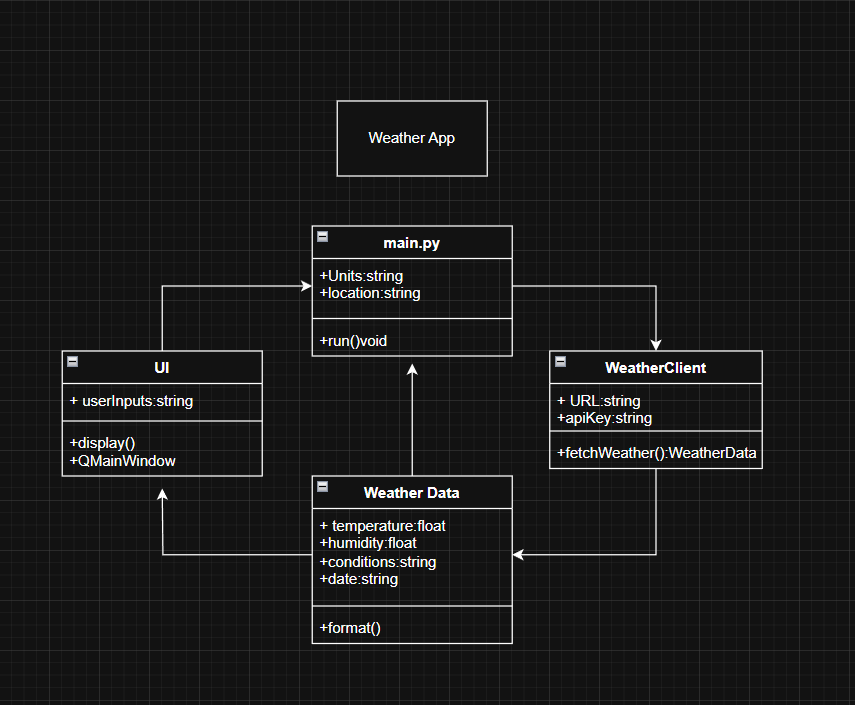 Weather App
main.py
+Units:string
+location:string
+run()void
UI
+ userInputs:string
+display()
+QMainWindow
WeatherClient
+ URL:string
+apiKey:string
+fetchWeather():WeatherData
Weather Data
+ temperature:float
+humidity:float
+conditions:string
+date:string
+format()